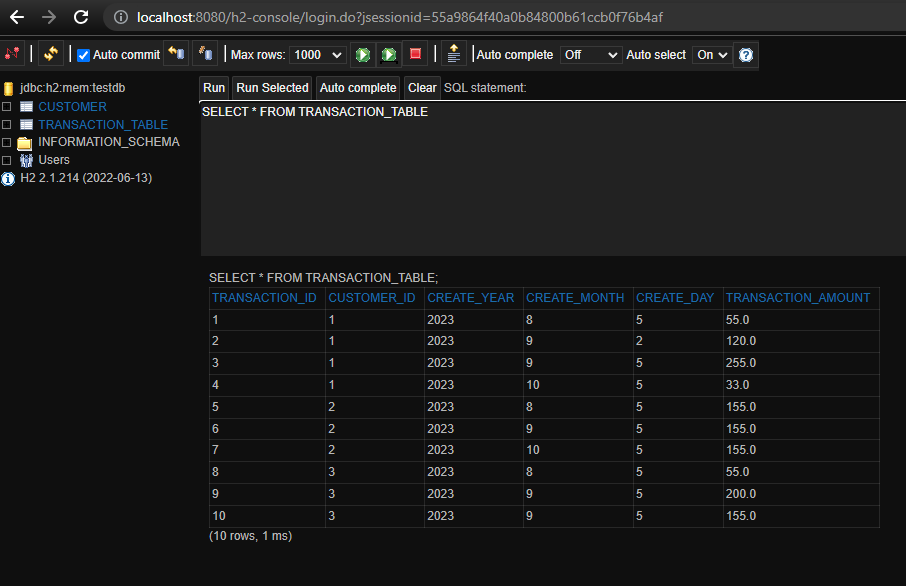 localhost:8080/h2-console/login.do?jsessionid=55a9864f40a0b84800b61ccb0f76b4af
Auto commit Max rows: 1000 Auto complete Off Auto select On
jdbc:h2:mem:testdb
CUSTOMER
TRANSACTION_TABLE
INFORMATION_SCHEMA
Users
H2 2.1.214 (2022-06-13)
Run Run Selected Auto complete Clear SQL statement:
SELECT * FROM TRANSACTION_TABLE
SELECT * FROM TRANSACTION_TABLE;
TRANSACTION_ID CUSTOMER_ID CREATE_YEAR CREATE_MONTH CREATE_DAY TRANSACTION_AMOUNT
1 1 2023 8 5 55.0
2 1 2023 9 2 120.0
3 1 2023 9 5 255.0
4 1 2023 10 5 33.0
5 2 2023 8 5 155.0
6 2 2023 9 5 155.0
7 2 2023 10 5 155.0
8 3 2023 8 5 55.0
9 3 2023 9 5 200.0
10 3 2023 9 5 155.0
(10 rows, 1 ms)